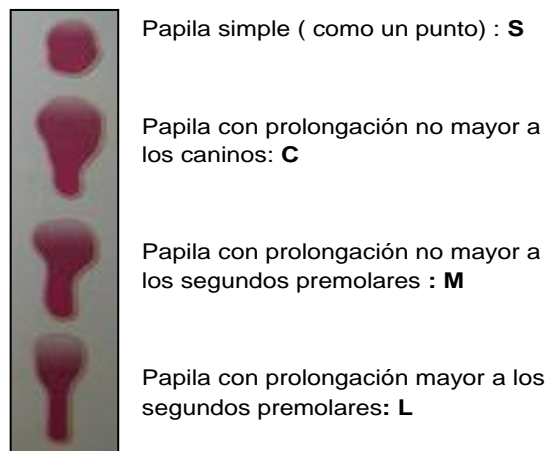 Papila simple ( como un punto) : S
Papila con prolongación no mayor a
los caninos: C
Papila con prolongación no mayor a
los segundos premolares : M
Papila con prolongación mayor a los
segundos premolares: L